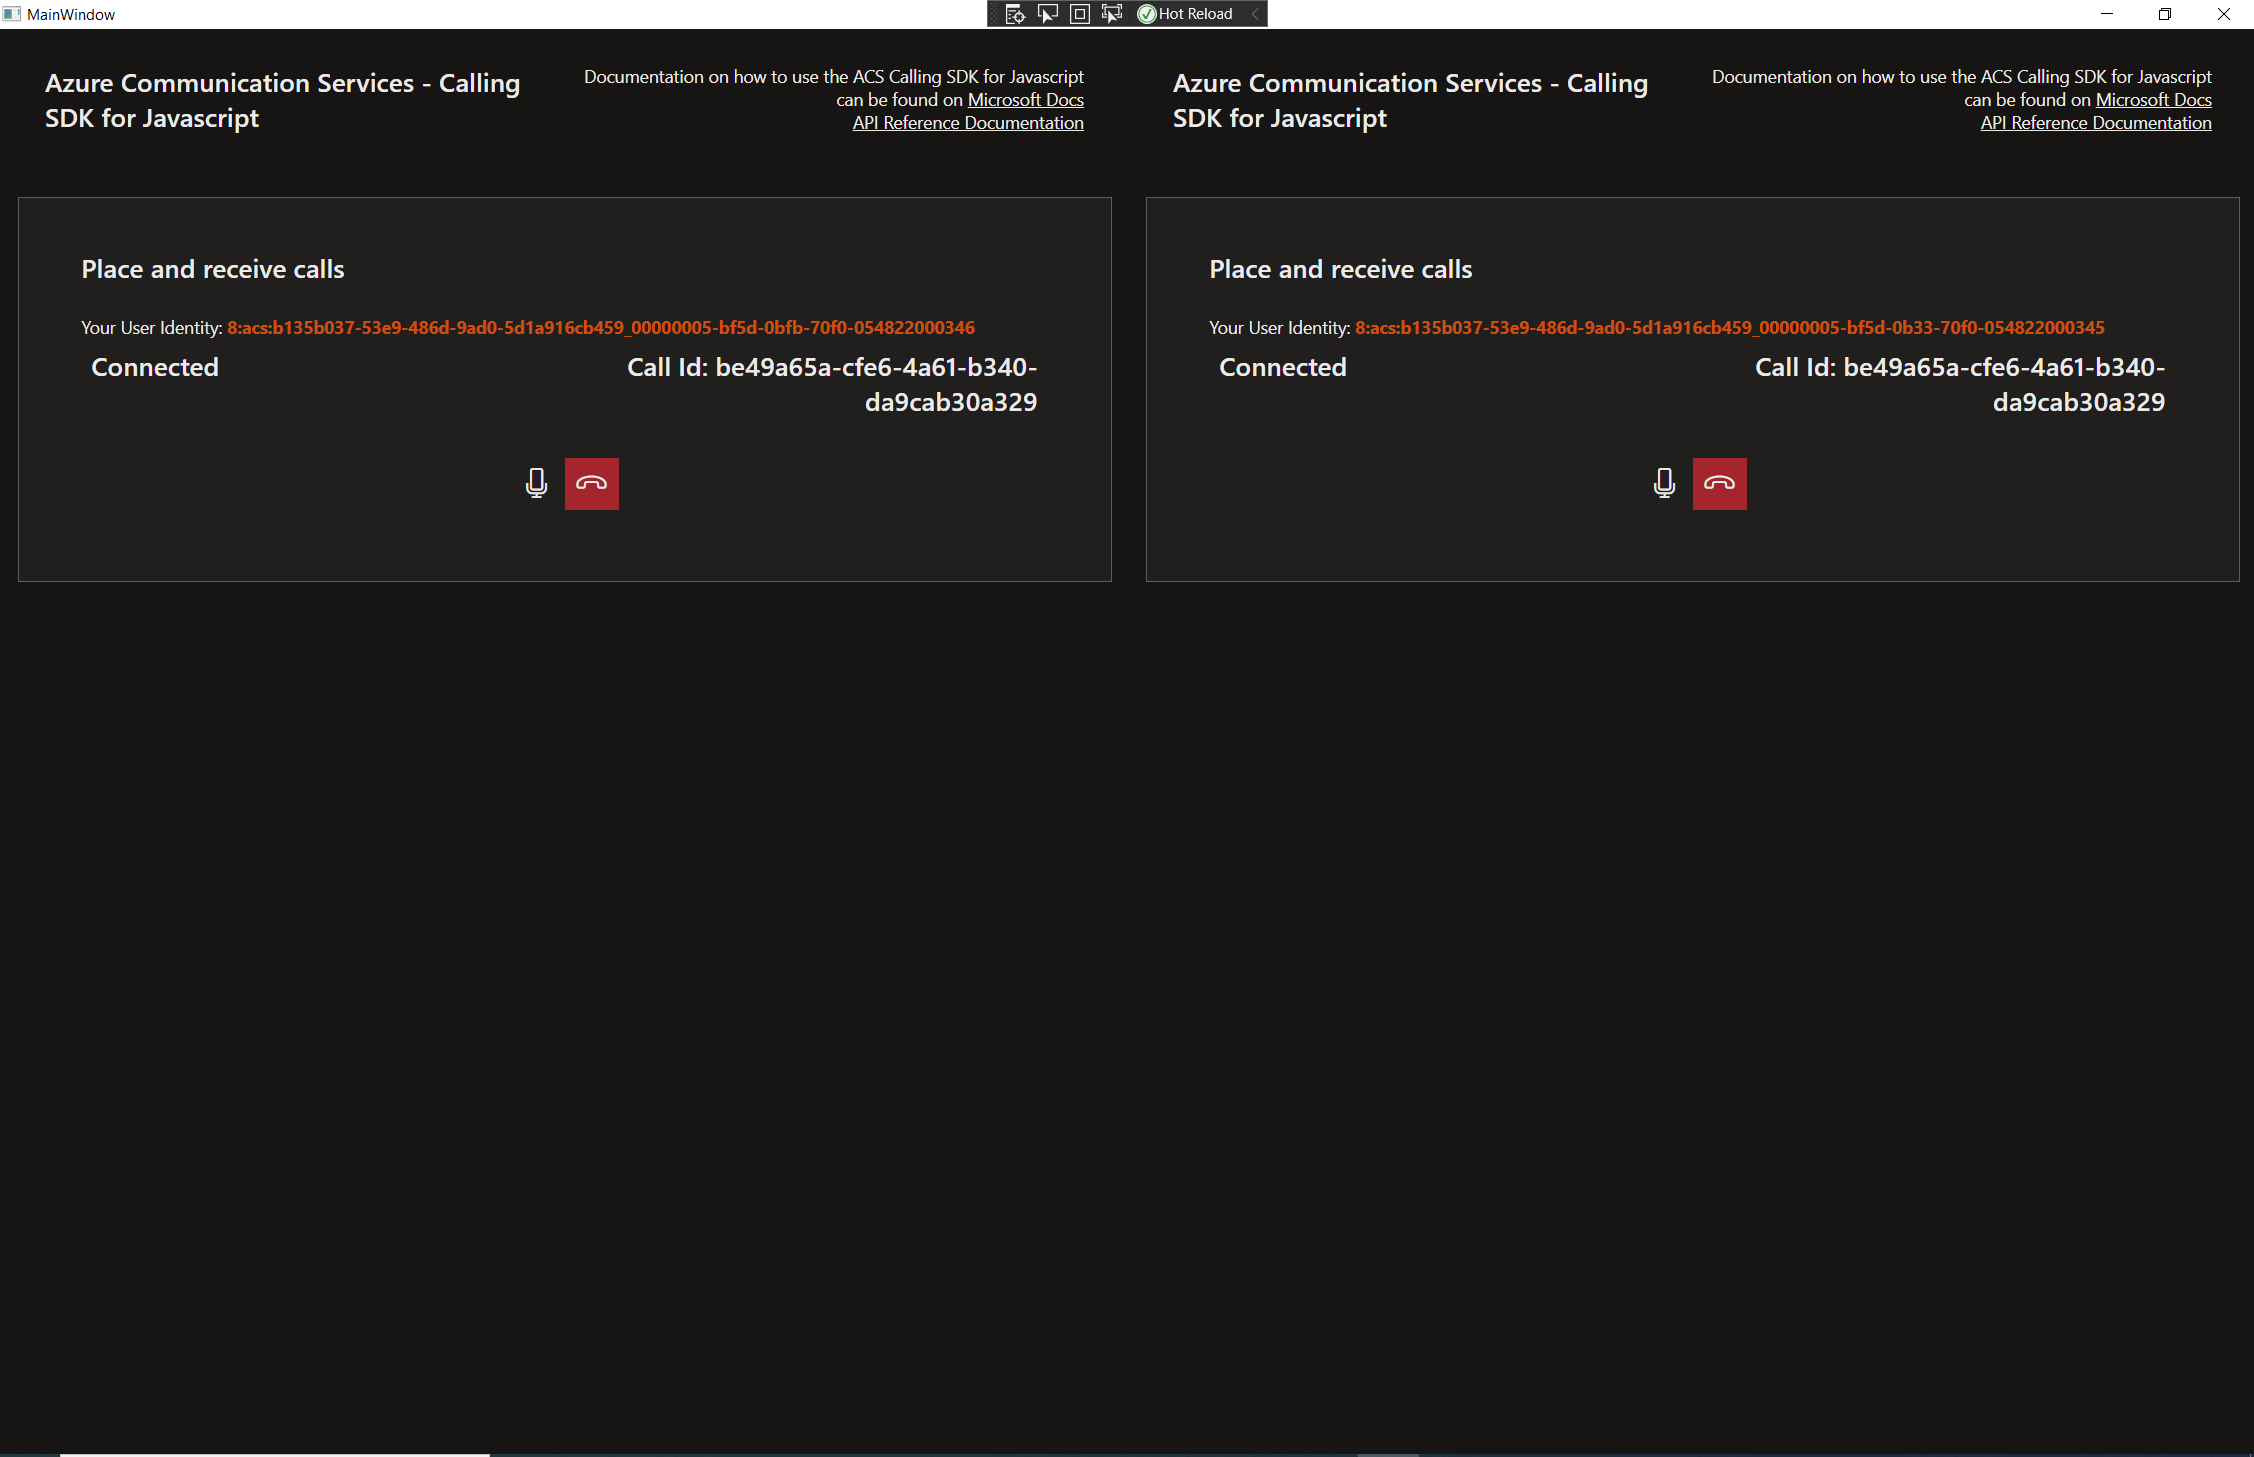 MainWindow
Hot Reload
Azure Communication Services - Calling
SDK for Javascript
Documentation on how to use the ACS Calling SDK for Javascript
can be found on Microsoft Docs
API Reference Documentation
Place and receive calls
Your User Identity: 8:acs:b135b037-53e9-486d-9ad0-5d1a916cb459_00000005-bf5d-0bfb-70f0-054822000346
Connected
Call Id: be49a65a-cfe6-4a61-b340-
da9cab30a329
Azure Communication Services - Calling
SDK for Javascript
Documentation on how to use the ACS Calling SDK for Javascript
can be found on Microsoft Docs
API Reference Documentation
Place and receive calls
Your User Identity: 8:acs:b135b037-53e9-486d-9ad0-5d1a916cb459_00000005-bf5d-0b33-70f0-054822000345
Connected
Call Id: be49a65a-cfe6-4a61-b340-
da9cab30a329